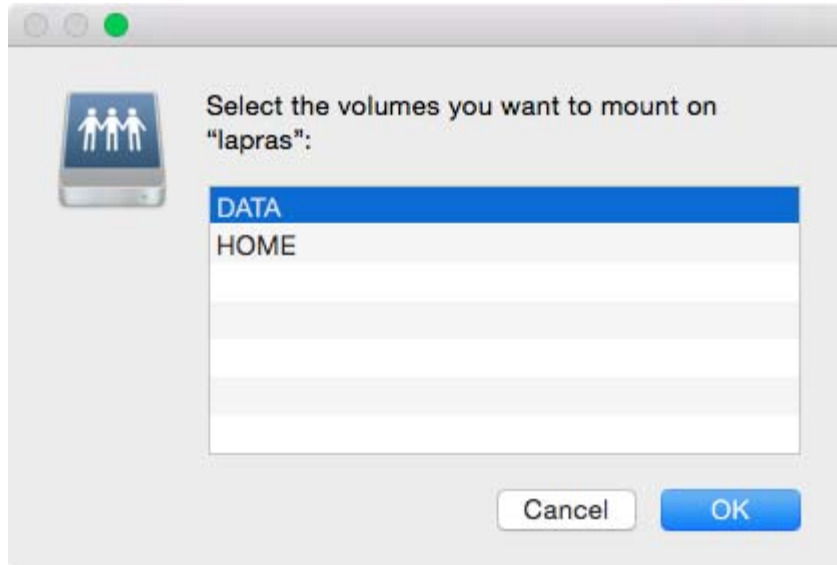 Select the volumes you want to mount on
“lapras”:
DATA
HOME
Cancel
OK